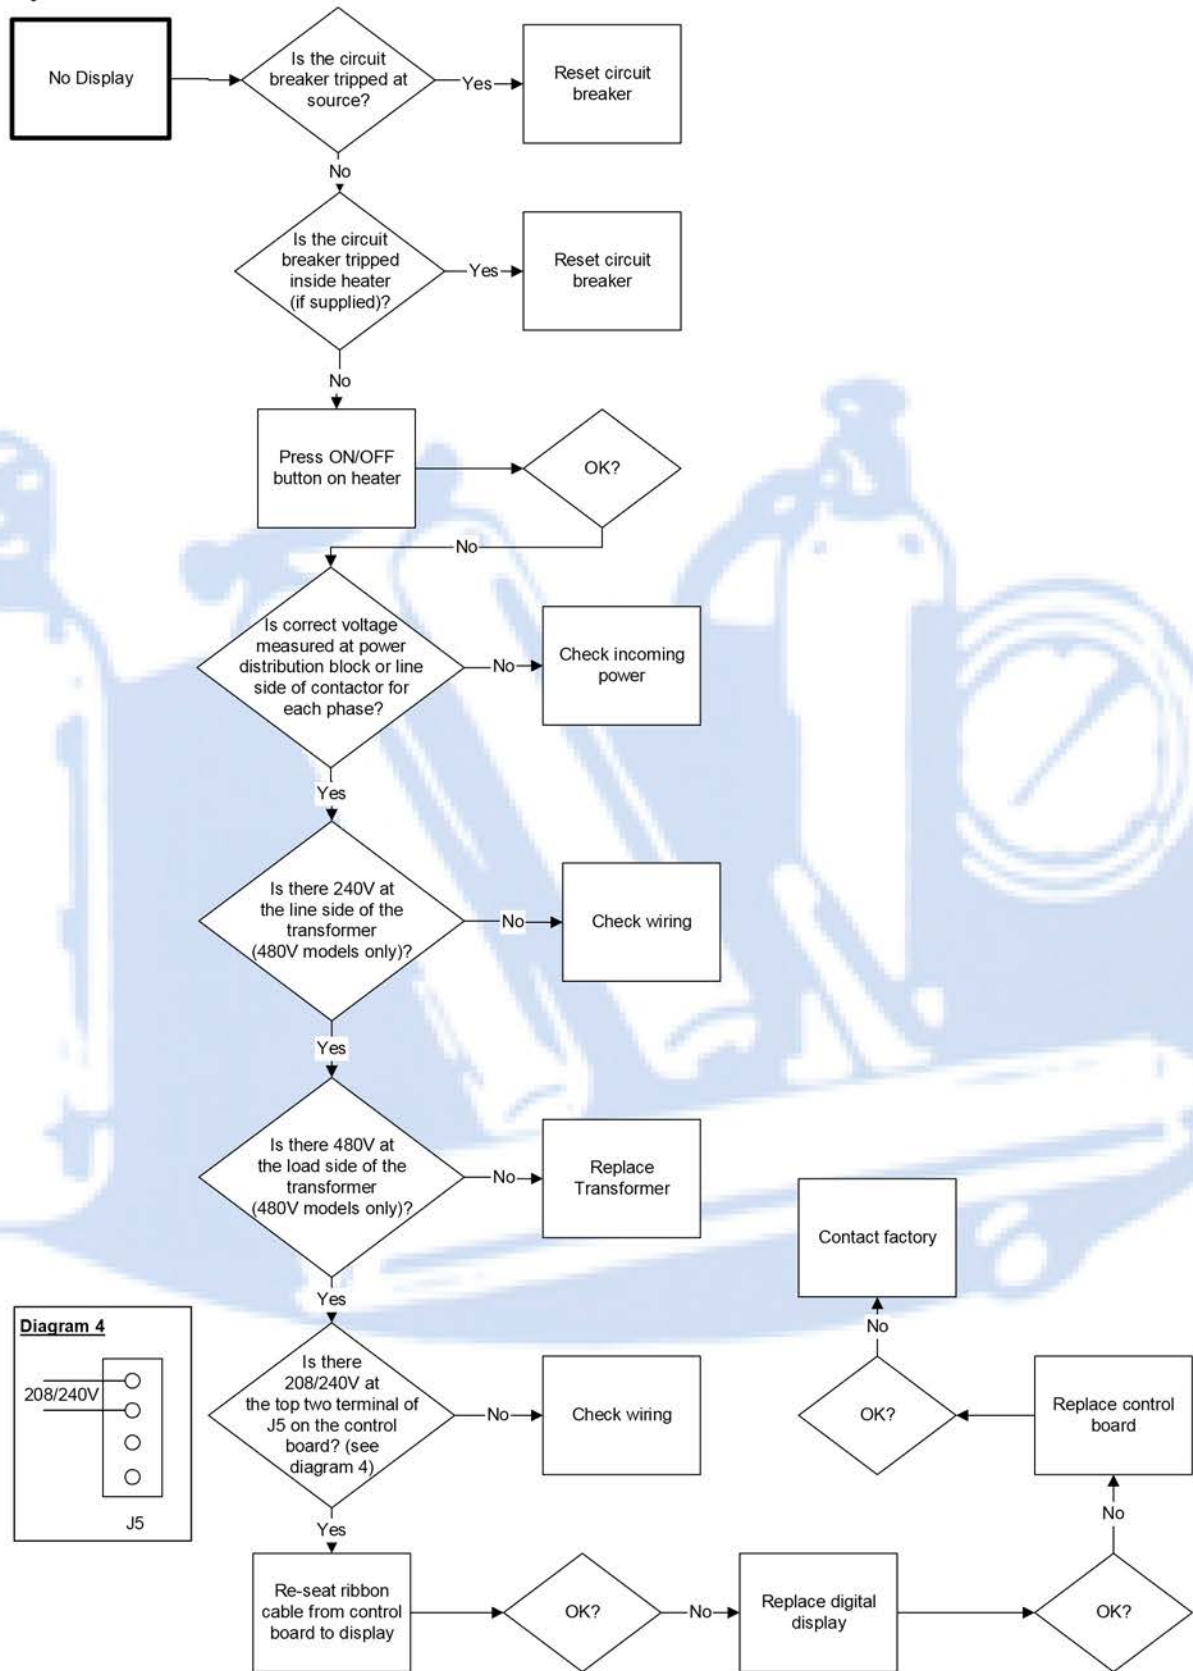 No Display
Is the circuit
breaker tripped at
source?
Yes
Reset circuit
breaker
No
Is the circuit
breaker tripped
inside heater
(if supplied)?
Yes
Reset circuit
breaker
No
Press ON/OFF
button on heater
OK?
No
Is correct voltage
measured at power
distribution block or line
side of contactor for
each phase?
No
Check incoming
power
Yes
Is there 240V at
the line side of the
transformer
(480V models only)?
No
Check wiring
Yes
Is there 480V at
the load side of the
transformer
(480V models only)?
No
Replace
Transformer
Yes
Is there
208/240V at
the top two terminal of
J5 on the control
board? (see
diagram 4)
No
Check wiring
Yes
Re-seat ribbon
cable from control
board to display
OK?
No
Replace digital
display
OK?
No
Replace control
board
OK?
No
Contact factory
Diagram 4
208/240V
J5